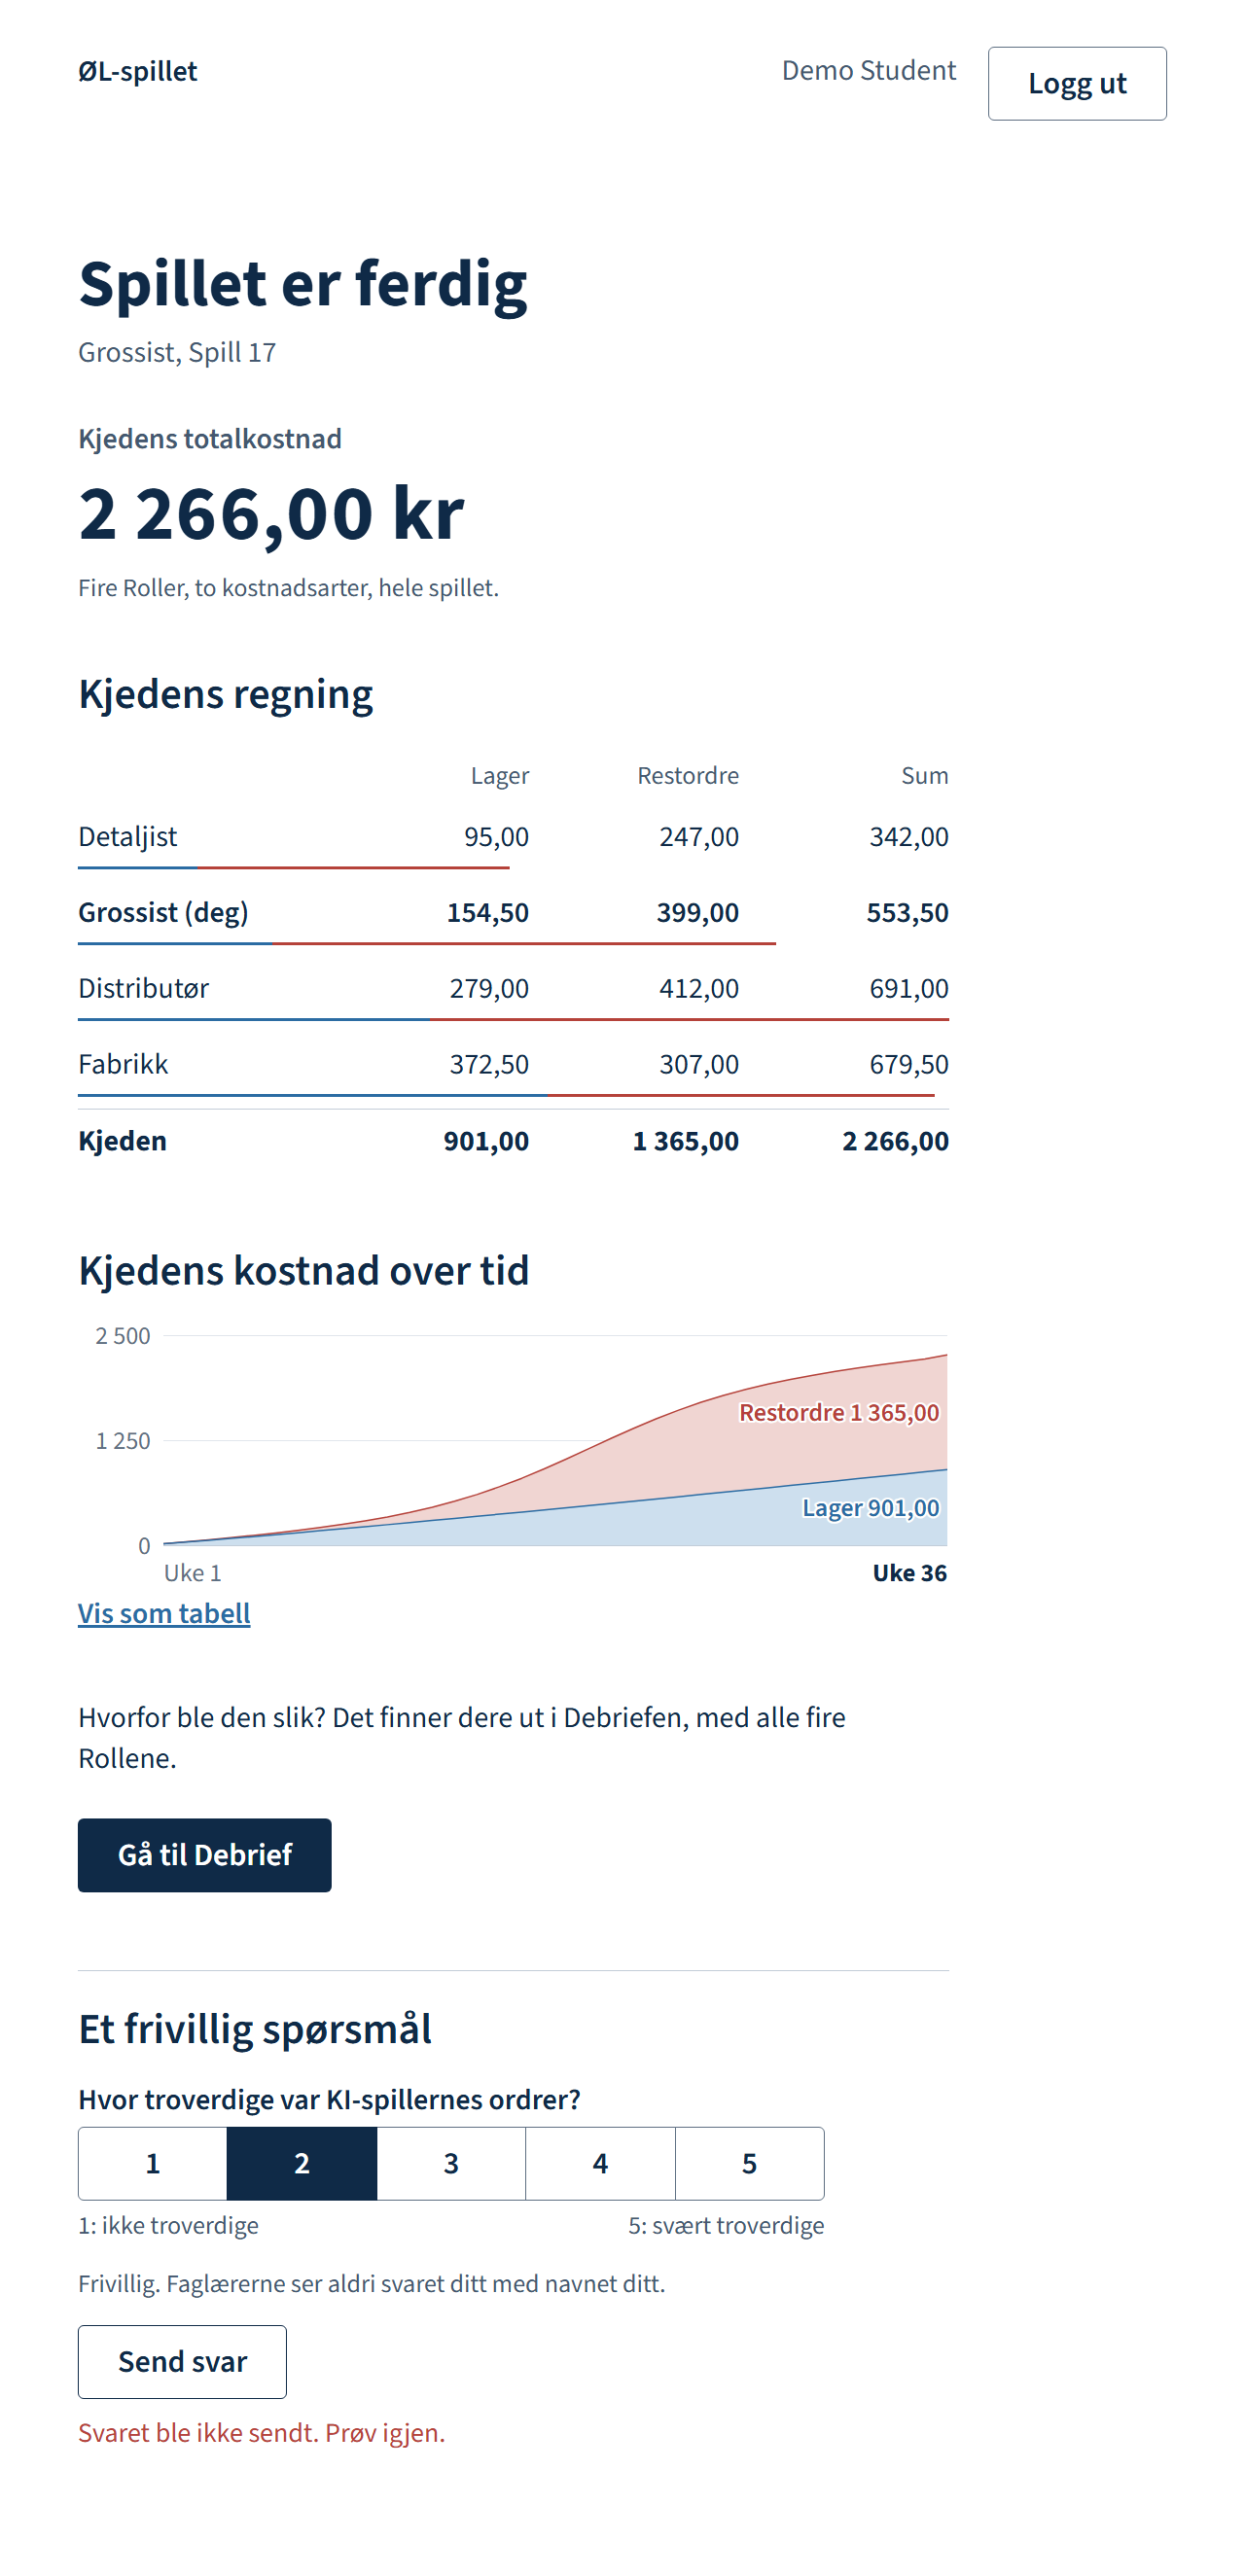 ØL-spillet
Demo Student
Logg ut
Spillet er ferdig
Grossist, Spill 17
Kjedens totalkostnad
2 266,00 kr
Fire Roller, to kostnadsarter, hele spillet.
Kjedens regning
Lager Restordre Sum
Detaljist 95,00 247,00 342,00
Grossist (deg) 154,50 399,00 553,50
Distributør 279,00 412,00 691,00
Fabrikk 372,50 307,00 679,50
Kjeden 901,00 1 365,00 2 266,00
Kjedens kostnad over tid
2 500
Restordre 1 365,00
1 250
Lager 901,00
0
Uke 1 Uke 36
Vis som tabell
Hvorfor ble den slik? Det finner dere ut i Debriefen, med alle fire
Rollene.
Gå til Debrief
Et frivillig spørsmål
Hvor troverdige var KI-spillernes ordrer?
1 2 3 4 5
1: ikke troverdige 5: svært troverdige
Frivillig. Faglærerne ser aldri svaret ditt med navnet ditt.
Send svar
Svaret ble ikke sendt. Prøv igjen.